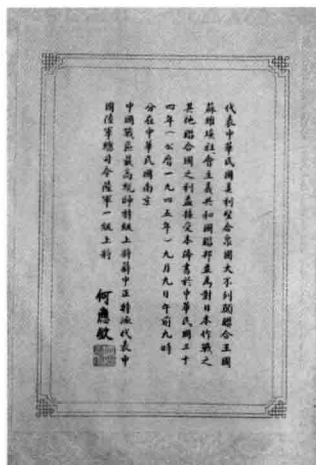 代表中華民國美利堅合衆國大不列顛聯合王國
蘇維埃社會主義共和國聯邦並爲對日本作戰之
其他聯合國之利益接受本降書於中華民國三十
四年(公曆一九四五年)九月九日午前九時
分在中華民國南京
中國戰區最高統帥特級上將蔣中正特派代表中
國陸軍總司令陸軍一級上將
何應欽